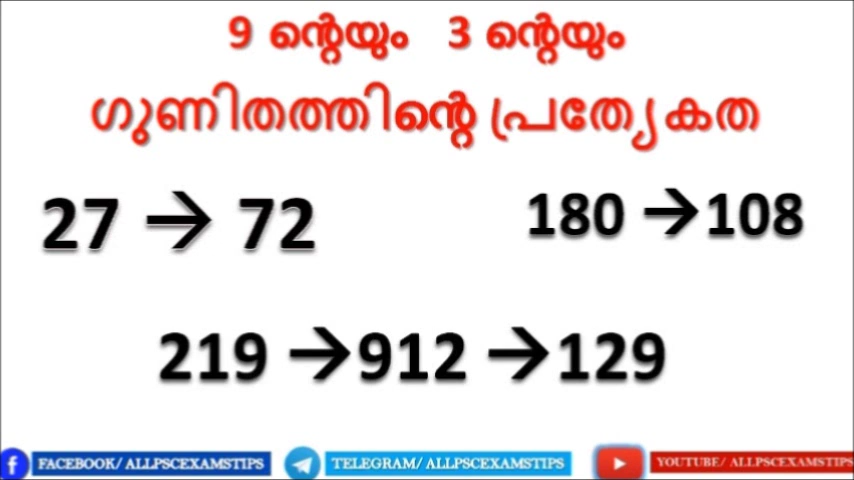 9 ന്റെയും 3 ന്റെയും
ഗുണിതത്തിന്റെ പ്രത്യേകത
27 → 72
180 →108
219 →912 →129
f FACEBOOK/ ALLPSCEXAMSTIPS
TELEGRAM/ ALLPSCEXAMSTIPS
YOUTUBE/ ALLPSCEXAMSTIPS